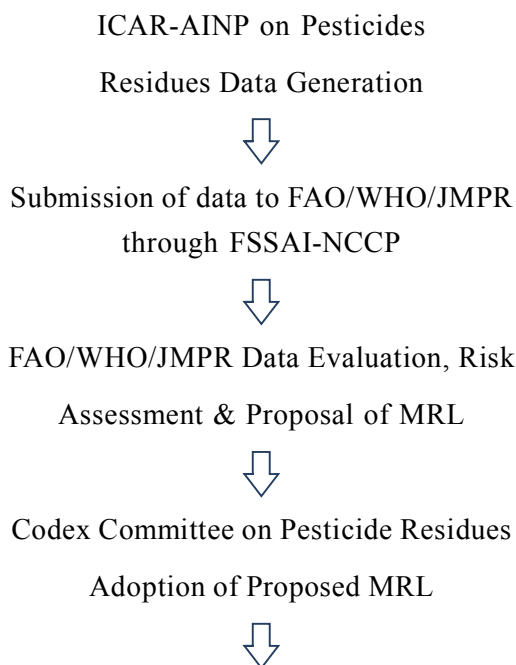 ICAR-AINP on Pesticides
Residues Data Generation
Submission of data to FAO/WHO/JMPR
through FSSAI-NCCP
FAO/WHO/JMPR Data Evaluation, Risk
Assessment & Proposal of MRL
Codex Committee on Pesticide Residues
Adoption of Proposed MRL